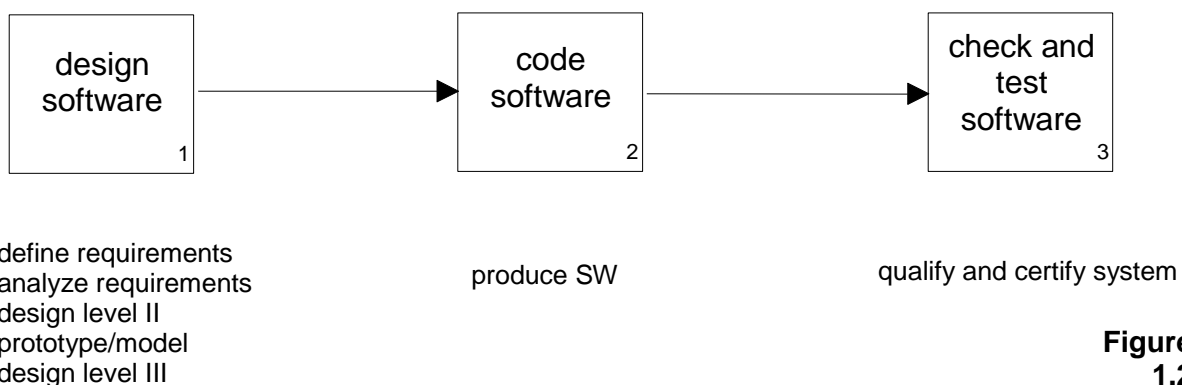 design
software
1
code
software
2
check and
test
software
3
define requirements
analyze requirements
design level II
prototype/model
design level III
produce SW
qualify and certify system
Figure
1.2